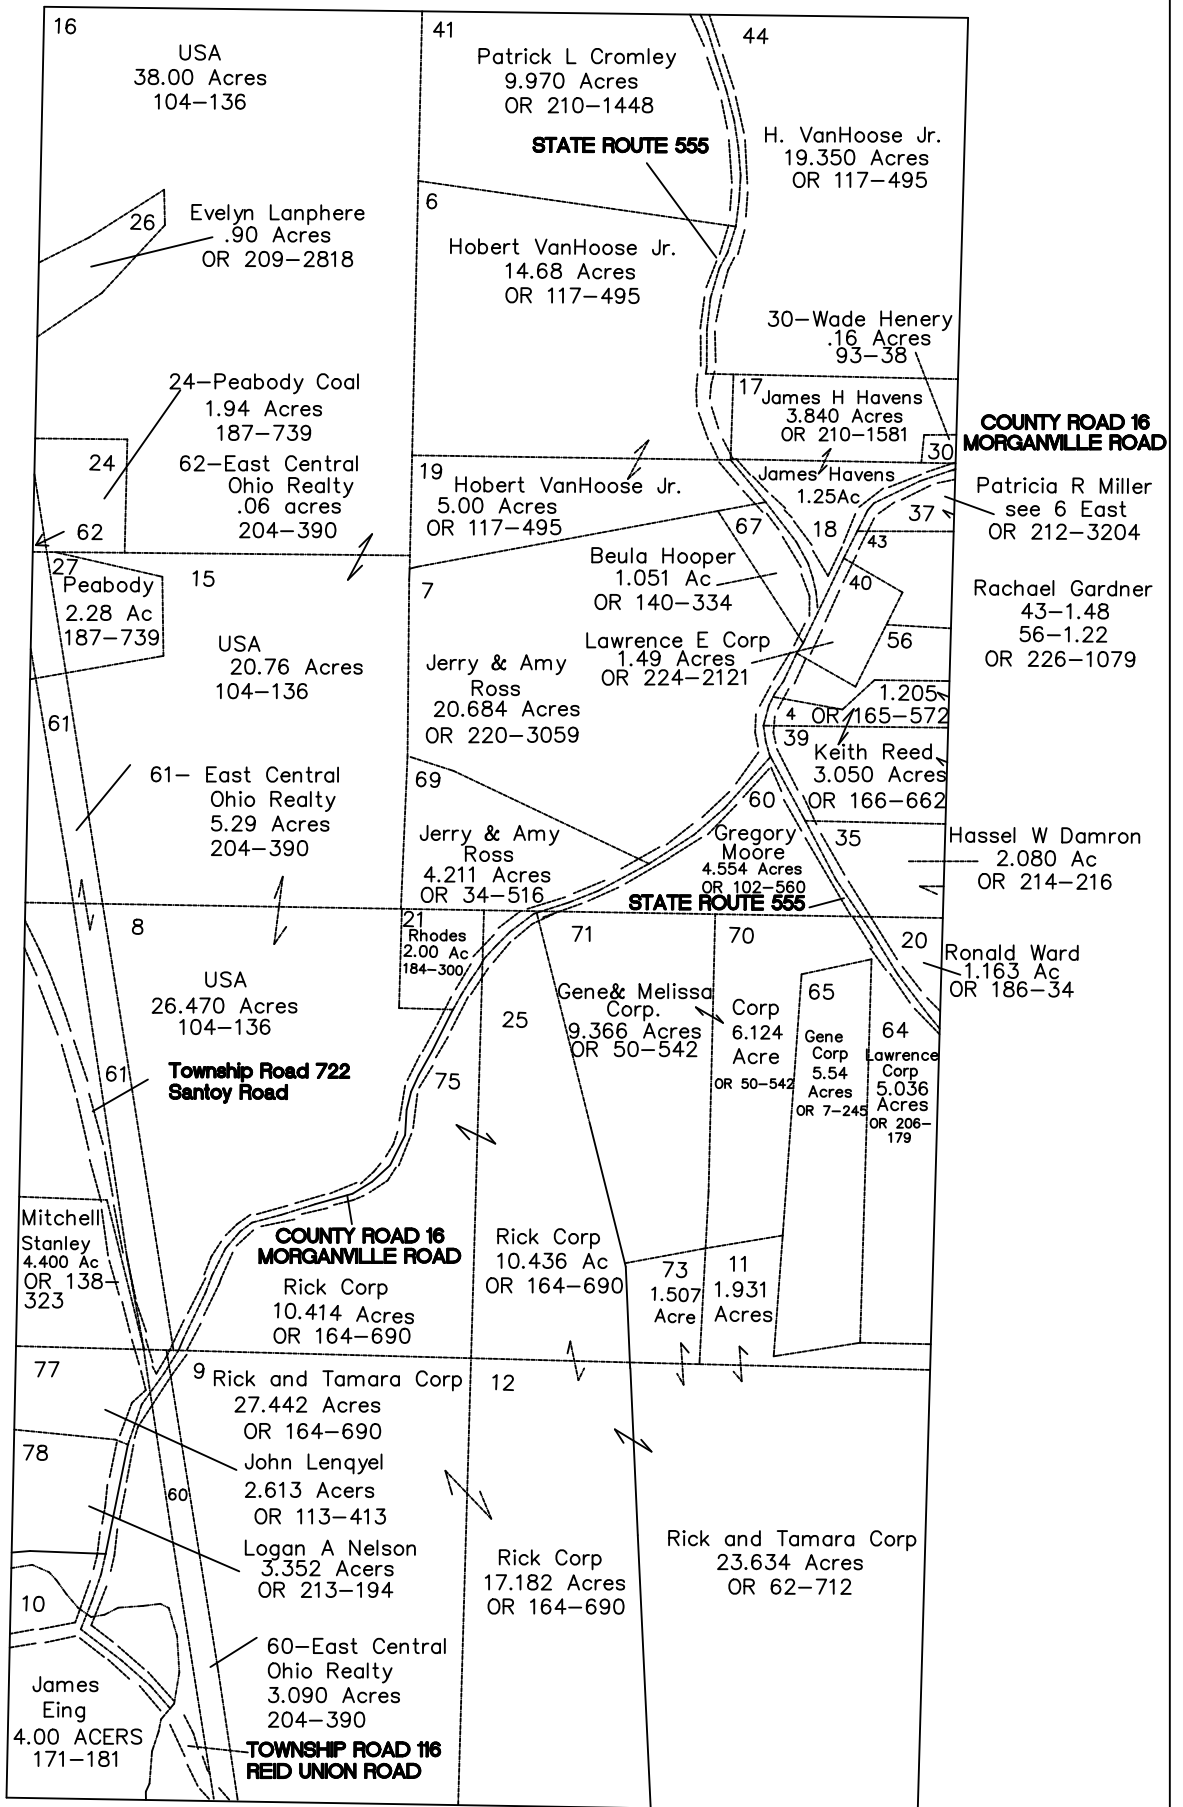 16
USA
38.00 Acres
104-136
41
Patrick L Cromley
9.970 Acres
OR 210-1448
STATE ROUTE 555
44
H. VanHoose Jr.
19.350 Acres
OR 117-495
26
Evelyn Lanphere
.90 Acres
OR 209-2818
6
Hobert VanHoose Jr.
14.68 Acres
OR 117-495
30-Wade Henery
.16 Acres
93-38
24-Peabody Coal
1.94 Acres
187-739
17
James H Havens
3.840 Acres
OR 210-1581
30
COUNTY ROAD 16
MORGANVILLE ROAD
24
62-East Central
Ohio Realty
.06 acres
204-390
62
19
Hobert VanHoose Jr.
5.00 Acres
OR 117-495
James Havens
1.25Ac
18
67
37
Patricia R Miller
see 6 East
OR 212-3204
43
27
Peabody
2.28 Ac
187-739
15
USA
20.76 Acres
104-136
7
Beula Hooper
1.051 Ac
OR 140-334
40
Rachael Gardner
43-1.48
56-1.22
OR 226-1079
56
Lawrence E Corp
1.49 Acres
OR 224-2121
Jerry & Amy
Ross
20.684 Acres
OR 220-3059
1.205
4
OR 165-572
61
39
Keith Reed
3.050 Acres
OR 166-662
61- East Central
Ohio Realty
5.29 Acres
204-390
69
Jerry & Amy
Ross
4.211 Acres
OR 34-516
60
Gregory
Moore
4.554 Acres
OR 102-560
STATE ROUTE 555
35
Hassel W Damron
2.080 Ac
OR 214-216
8
USA
26.470 Acres
104-136
21
Rhodes
2.00 Ac
184-300
71
Gene& Melissa
Corp.
9.366 Acres
OR 50-542
70
Corp
6.124
Acre
OR 50-542
20
Ronald Ward
1.163 Ac
OR 186-34
65
Gene
Corp
5.54
Acres
OR 7-245
64
Lawrence
Corp
5.036
Acres
OR 206-
179
25
61
Township Road 722
Santoy Road
75
Mitchell
Stanley
4.400 Ac
OR 138-
323
COUNTY ROAD 16
MORGANVILLE ROAD
Rick Corp
10.414 Acres
OR 164-690
Rick Corp
10.436 Ac
OR 164-690
73
1.507
Acre
11
1.931
Acres
77
9
Rick and Tamara Corp
27.442 Acres
OR 164-690
12
78
John Lenqyel
2.613 Acers
OR 113-413
60
Logan A Nelson
3.352 Acers
OR 213-194
Rick Corp
17.182 Acres
OR 164-690
Rick and Tamara Corp
23.634 Acres
OR 62-712
10
60-East Central
Ohio Realty
3.090 Acres
204-390
James
Eing
4.00 ACERS
171-181
TOWNSHIP ROAD 116
REID UNION ROAD